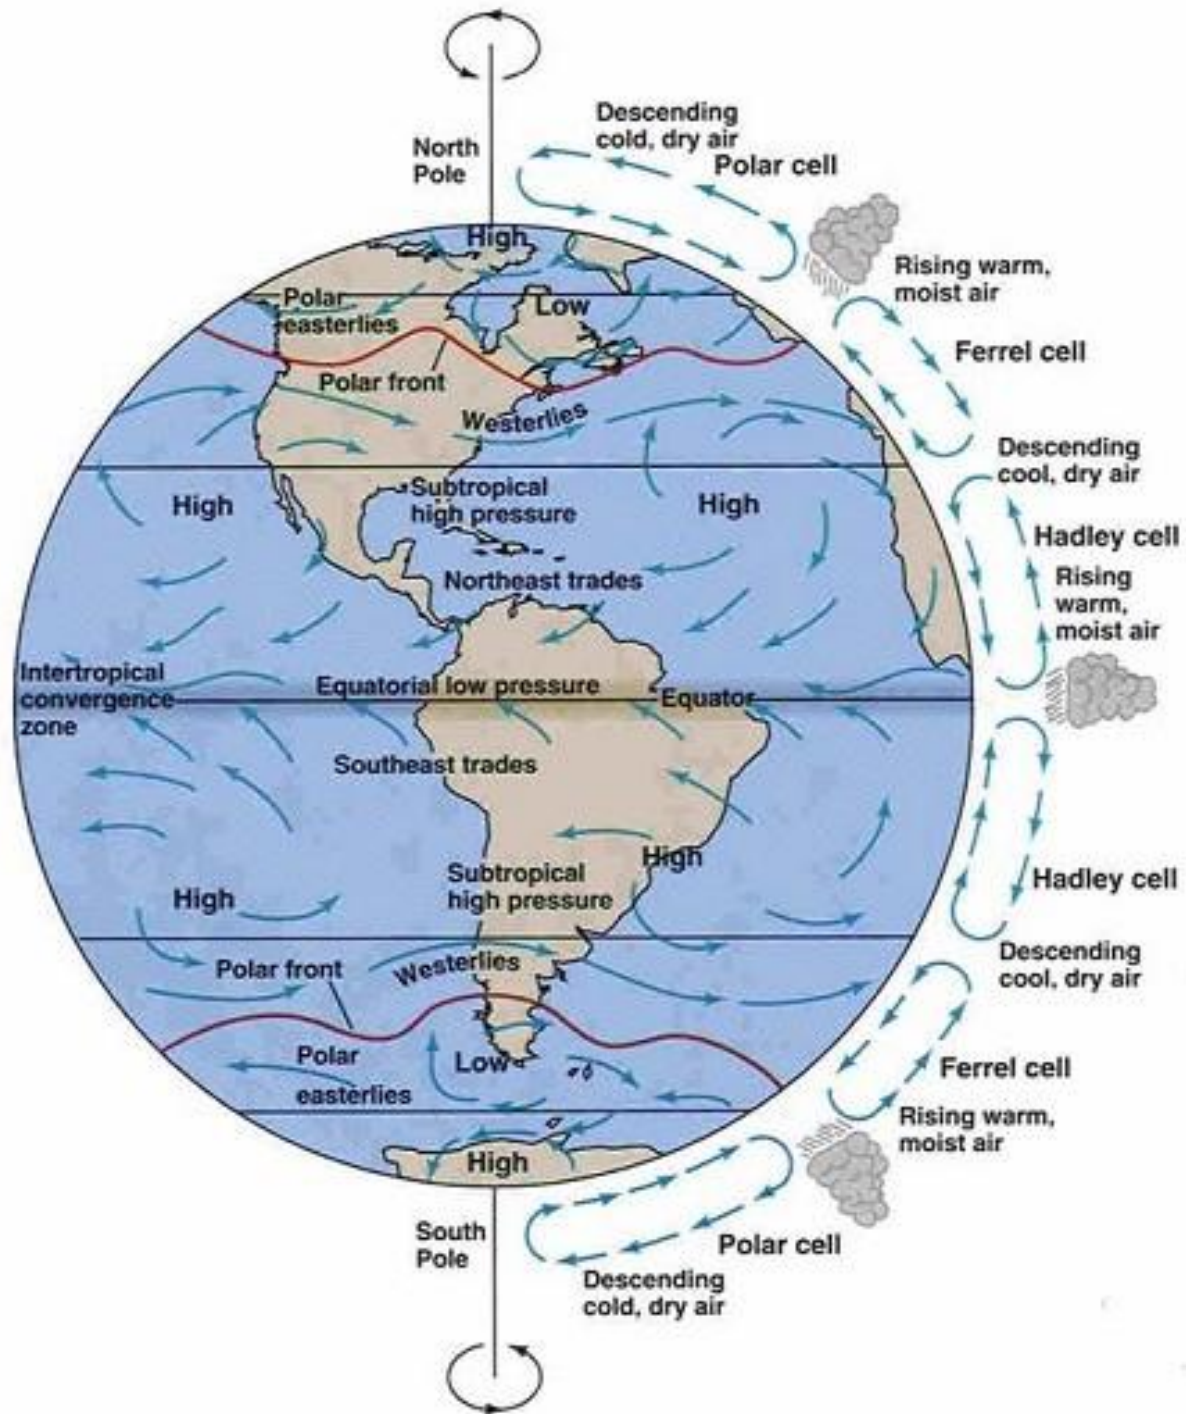 Descending
cold, dry air
Polar cell
North
Pole
High
Rising warm,
moist air
Polar
easterlies
Low
Ferrel cell
Polar front
Westerlies
Descending
cool, dry air
Subtropical
high pressure
High
High
Hadley cell
Northeast trades
Rising
warm,
moist air
Intertropical
convergence
zone
Equatorial low pressure
Equator
Southeast trades
High
Subtropical
high pressure
High
Hadley cell
Descending
cool, dry air
Westerlies
Polar front
Polar
easterlies
Low
Ferrel cell
Rising warm,
moist air
High
South
Pole
Polar cell
Descending
cold, dry air